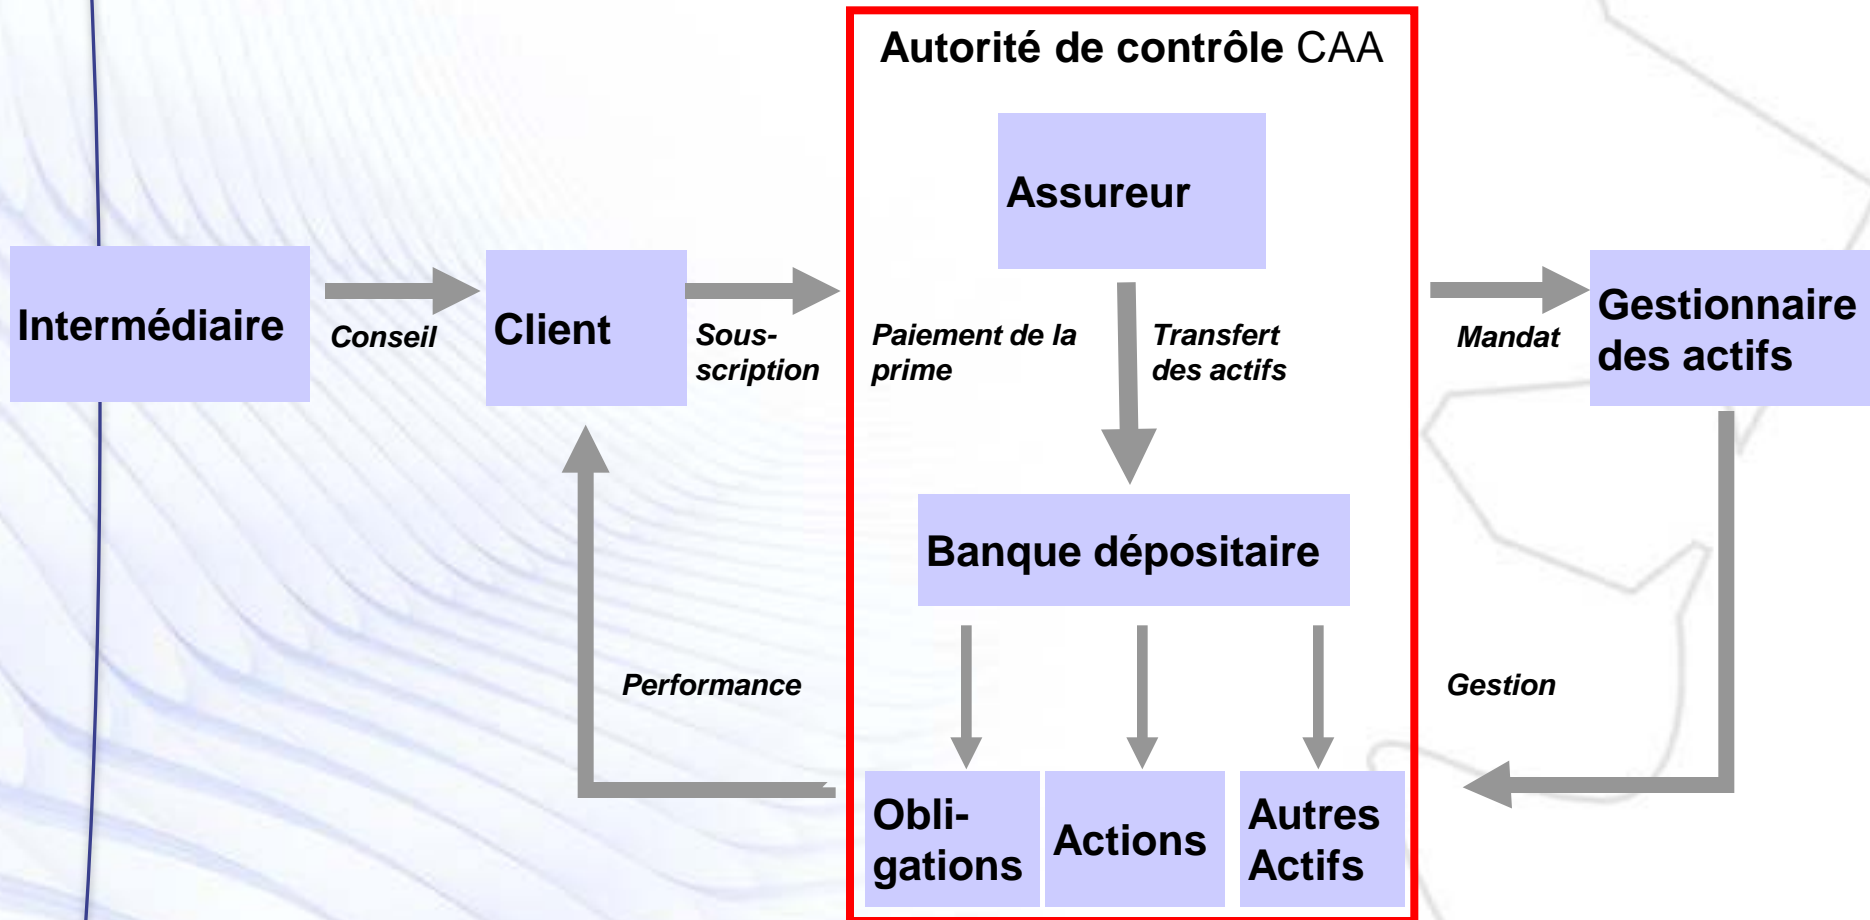 Autorité de contrôle CAA
Assureur
Intermédiaire
Conseil
Client
Sous-
scription
Paiement de la
prime
Transfert
des actifs
Mandat
Gestionnaire
des actifs
Banque dépositaire
Performance
Gestion
Obli-
gations
Actions
Autres
Actifs